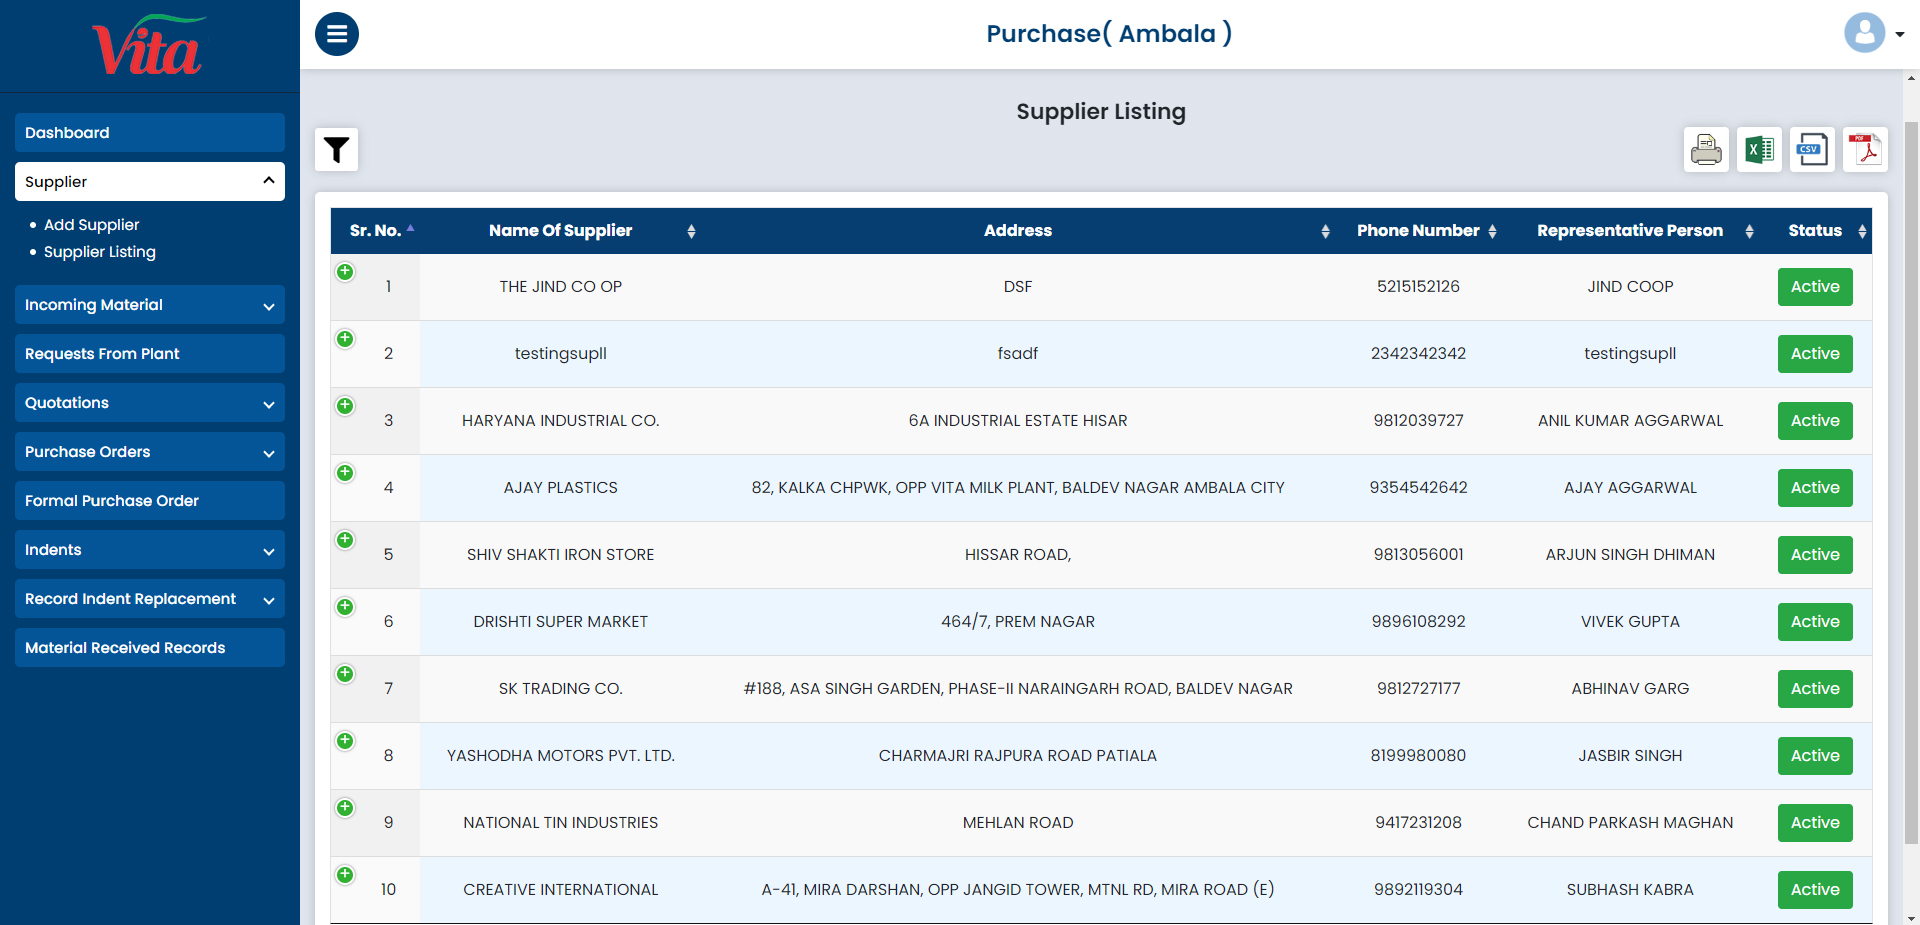 Vita
Purchase( Ambala )
Dashboard
Supplier
Add Supplier
Supplier Listing
Incoming Material
Requests From Plant
Quotations
Purchase Orders
Formal Purchase Order
Indents
Record Indent Replacement
Material Received Records
Supplier Listing
X CSV PDF
Sr. No. Name Of Supplier Address Phone Number Representative Person Status
1 THE JIND CO OP DSF 5215152126 JIND COOP Active
2 testingsupll fsadf 2342342342 testingsupll Active
3 HARYANA INDUSTRIAL CO. 6A INDUSTRIAL ESTATE HISAR 9812039727 ANIL KUMAR AGGARWAL Active
4 AJAY PLASTICS 82, KALKA CHPWK, OPP VITA MILK PLANT, BALDEV NAGAR AMBALA CITY 9354542642 AJAY AGGARWAL Active
5 SHIV SHAKTI IRON STORE HISSAR ROAD, 9813056001 ARJUN SINGH DHIMAN Active
6 DRISHTI SUPER MARKET 464/7, PREM NAGAR 9896108292 VIVEK GUPTA Active
7 SK TRADING CO. #188, ASA SINGH GARDEN, PHASE-II NARAINGARH ROAD, BALDEV NAGAR 9812727177 ABHINAV GARG Active
8 YASHODHA MOTORS PVT. LTD. CHARMAJRI RAJPURA ROAD PATIALA 8199980080 JASBIR SINGH Active
9 NATIONAL TIN INDUSTRIES MEHLAN ROAD 9417231208 CHAND PARKASH MAGHAN Active
10 CREATIVE INTERNATIONAL A-41, MIRA DARSHAN, OPP JANGID TOWER, MTNL RD, MIRA ROAD (E) 9892119304 SUBHASH KABRA Active